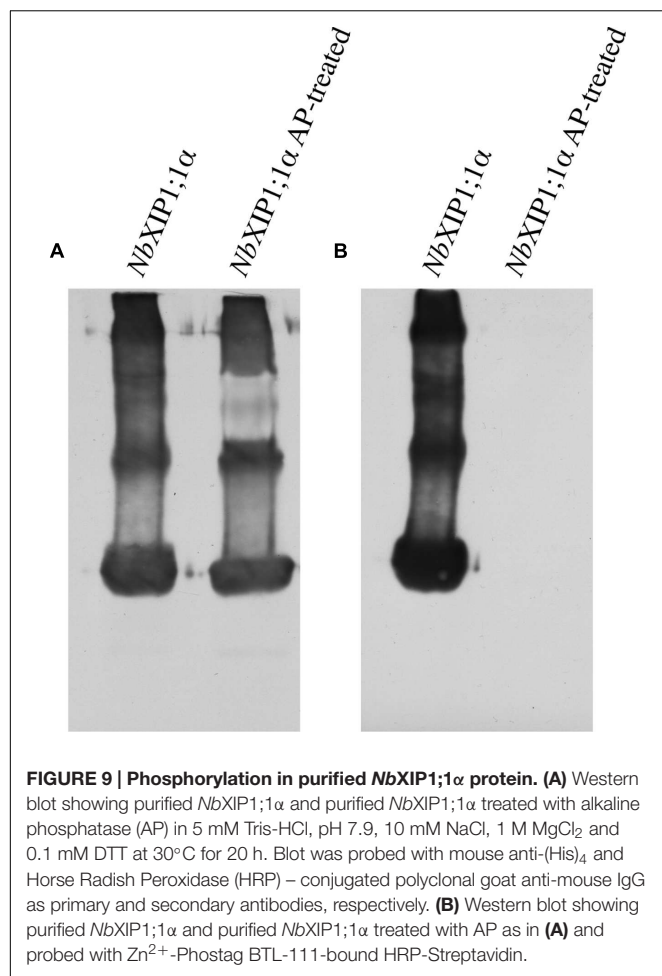 NbXIP1;1α
NbXIP1;1α AP-treated
NbXIP1;1α
NbXIP1;1α AP-treated
A
B
FIGURE 9 | Phosphorylation in purified NbXIP1;1α protein. (A) Western
blot showing purified NbXIP1;1α and purified NbXIP1;1α treated with alkaline
phosphatase (AP) in 5 mM Tris-HCl, pH 7.9, 10 mM NaCl, 1 M MgCl₂ and
0.1 mM DTT at 30°C for 20 h. Blot was probed with mouse anti-(His)₄ and
Horse Radish Peroxidase (HRP) – conjugated polyclonal goat anti-mouse IgG
as primary and secondary antibodies, respectively. (B) Western blot showing
purified NbXIP1;1α and purified NbXIP1;1α treated with AP as in (A) and
probed with Zn²⁺-Phostag BTL-111-bound HRP-Streptavidin.